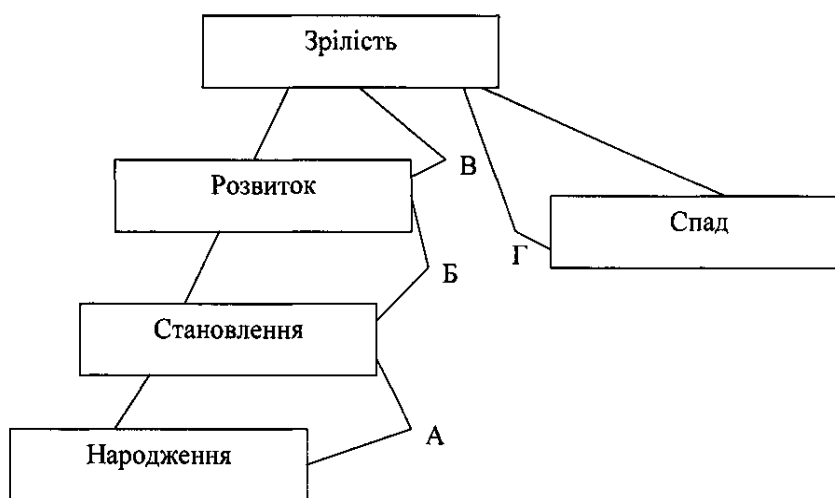 Зрілість
В
Розвиток
Спад
Г
Б
Становлення
А
Народження